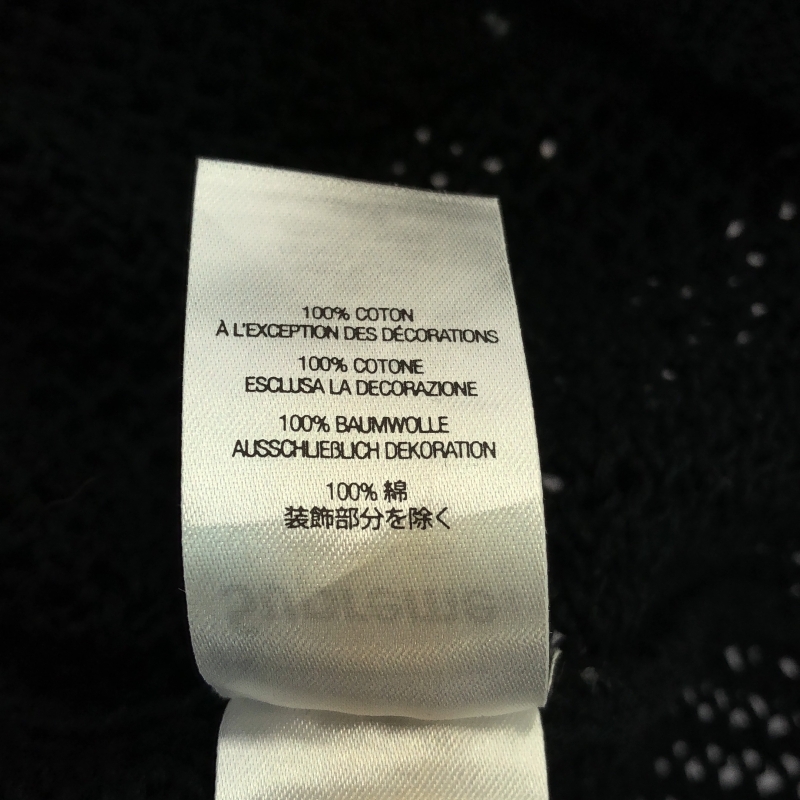 100% COTON
À L'EXCEPTION DES DÉCORATIONS
100% COTONE
ESCLUSA LA DECORAZIONE
100% BAUMWOLLE
AUSSCHLIEßLICH DEKORATION
100% 綿
装飾部分を除く